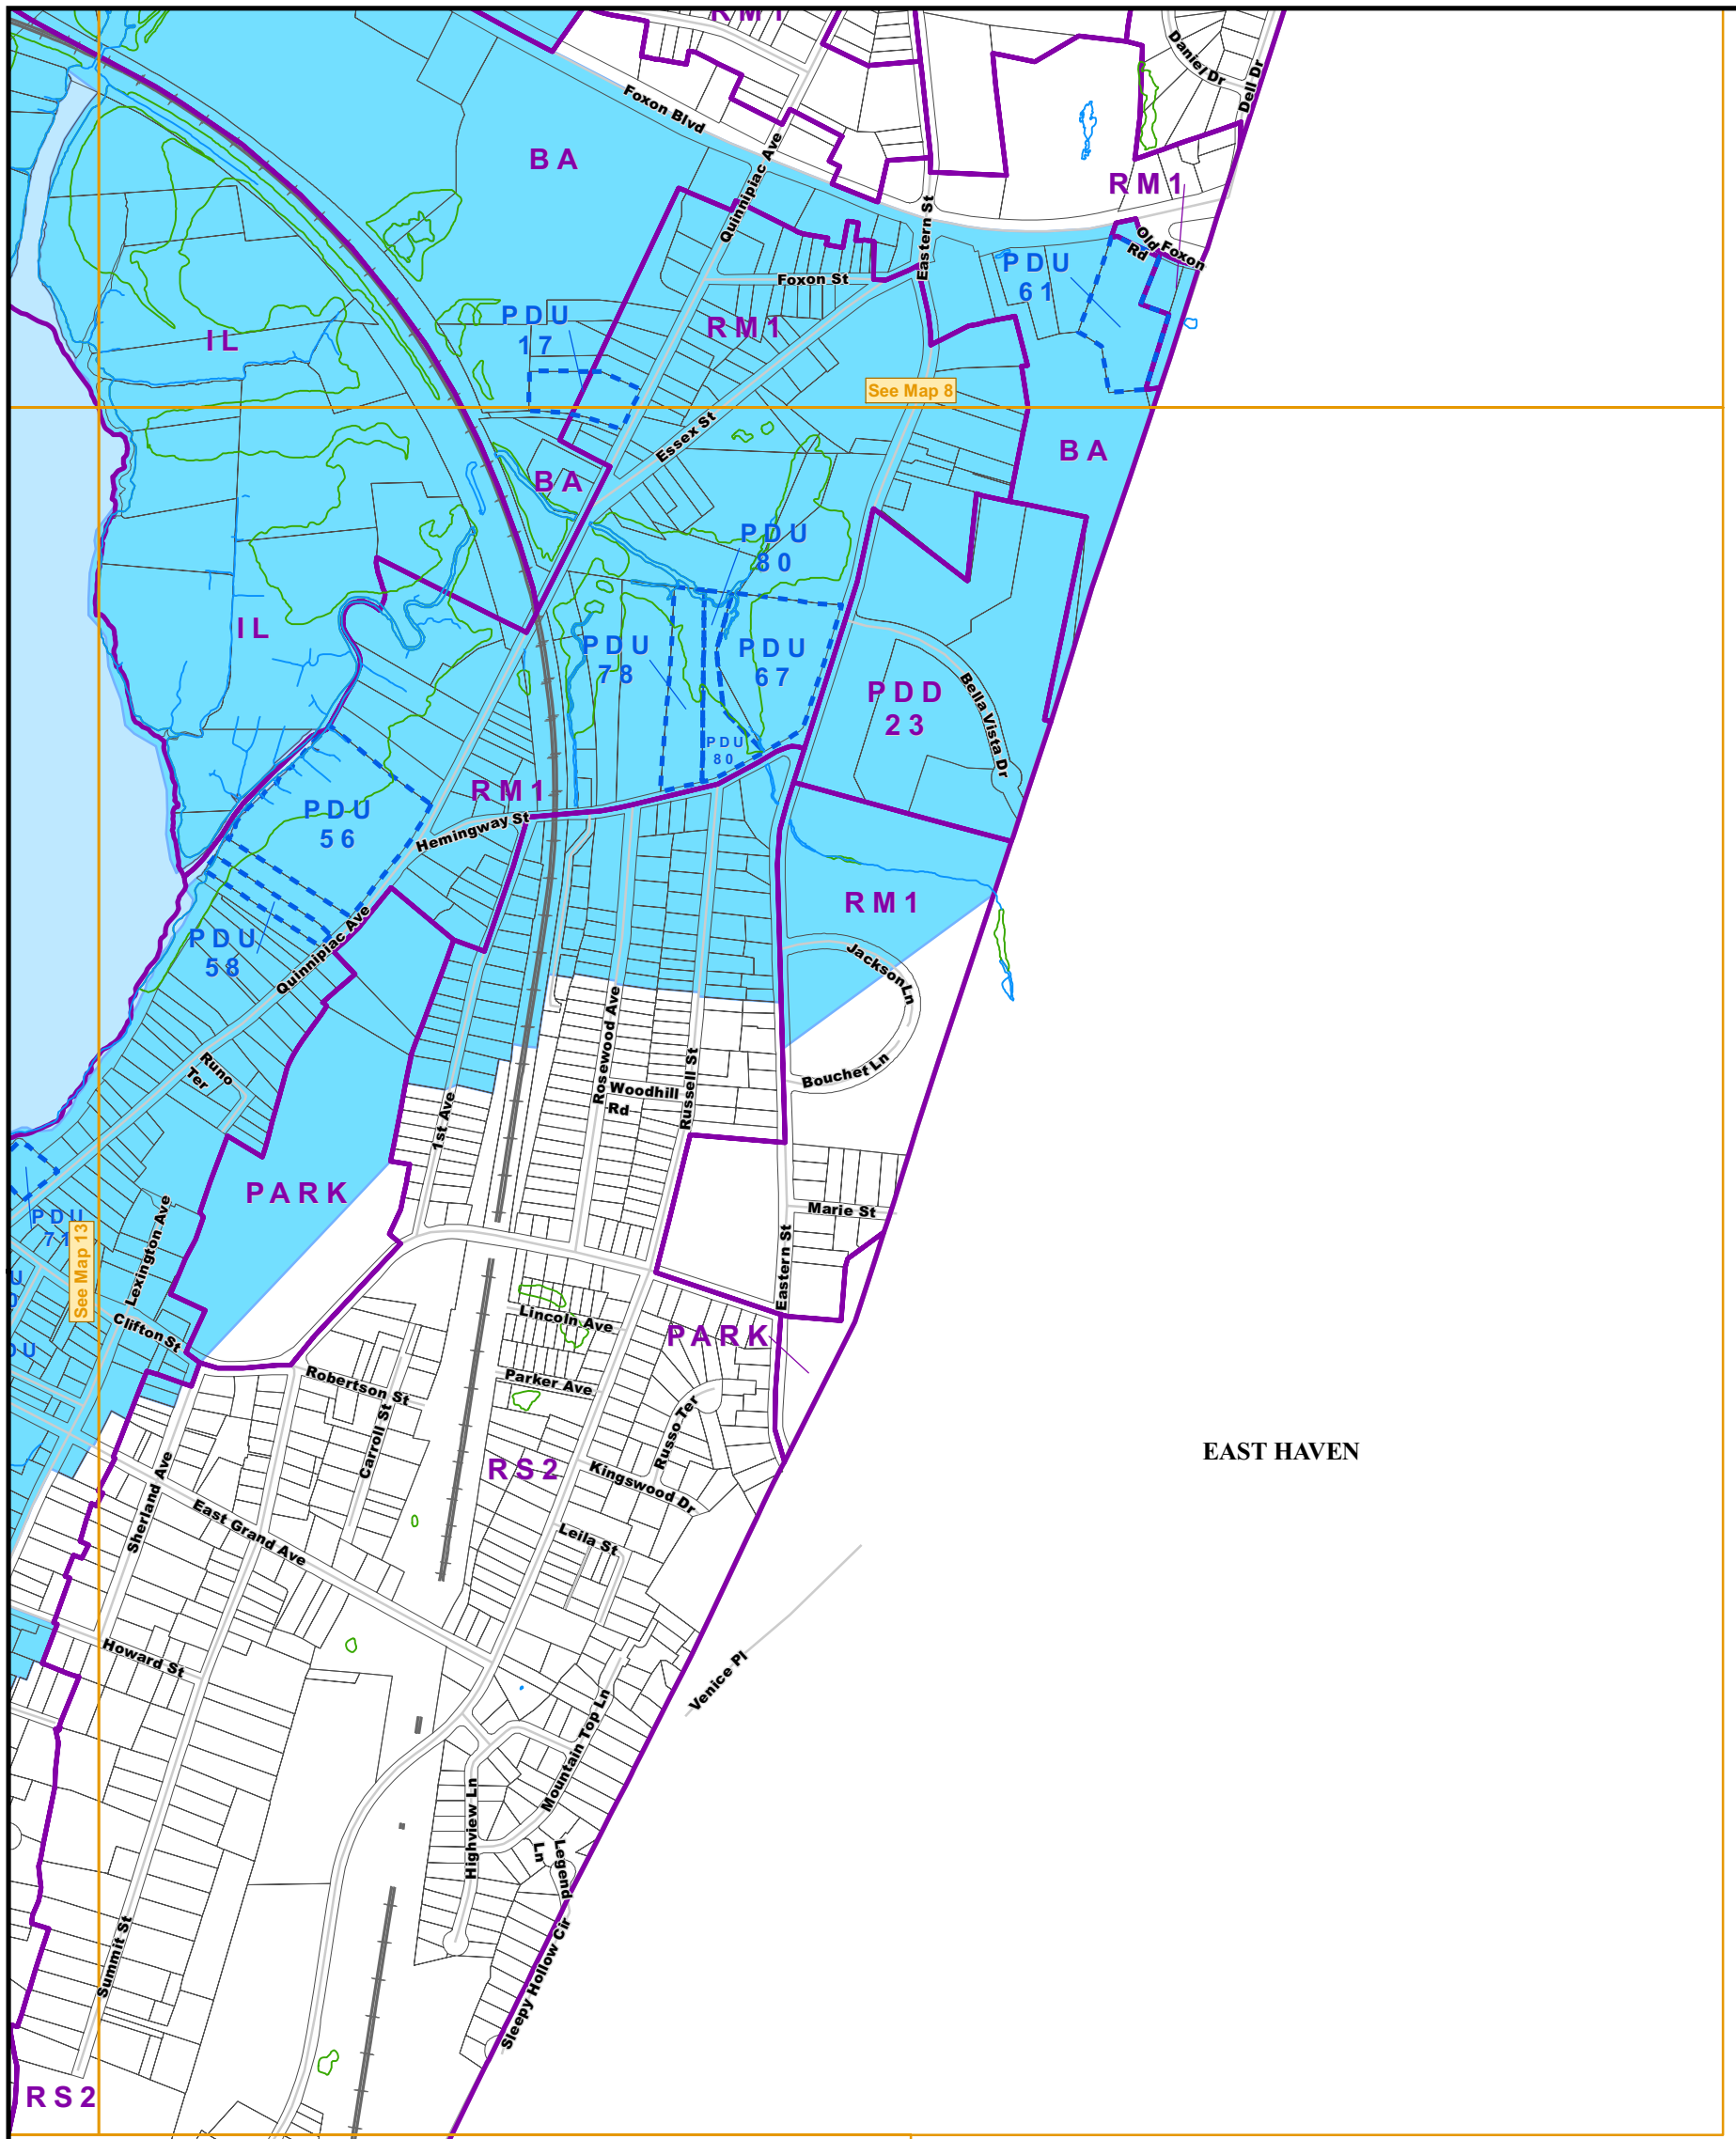 RM1
Daniel Dr
Dell Dr
Foxon Blvd
BA
Quinnipiac Ave
RM1
Eastern St
Old Foxon
Rd
PDU
61
Foxon St
PDU
17
RM1
IL
See Map 8
Essex St
BA
BA
PDU
80
IL
PDU
78
PDU
67
PDD
23
Bella Vista Dr
PDU
80
RM1
PDU
56
Hemingway St
RM1
PDU
58
Quinnipiac Ave
Jackson Ln
Rosewood Ave
Runo
Ter
Bouchet Ln
Woodhill
Rd
Russell St
1st Ave
PARK
Marie St
PDU
71
See Map 13
Lexington Ave
Eastern St
U
0
Clifton St
Lincoln Ave
PARK
DU
Robertson St
Parker Ave
Carroll St
Russo Ter
EAST HAVEN
RS2
Kingswood Dr
Sherland Ave
East Grand Ave
Leila St
Howard St
Venice Pl
Mountain Top Ln
Highview Ln
Legend
Ln
Summit St
Sleepy Hollow Cir
RS2